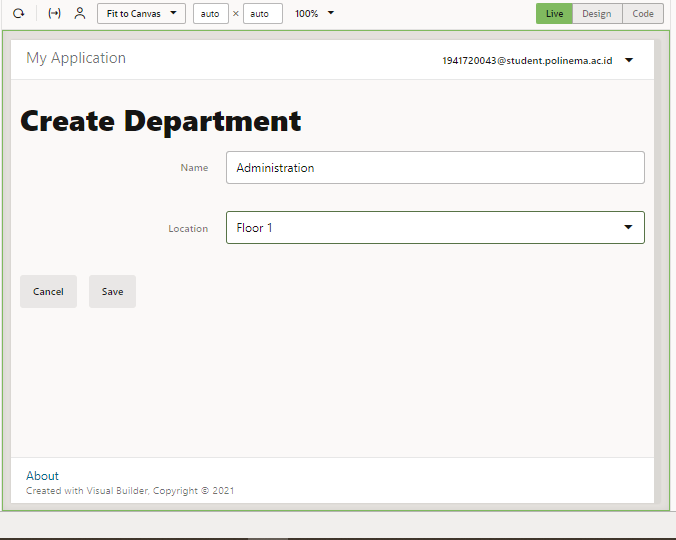 Fit to Canvas auto × auto 100% Live Design Code
My Application 1941720043@student.polinema.ac.id
Create Department
Name Administration
Location Floor 1
Cancel Save
About
Created with Visual Builder, Copyright © 2021